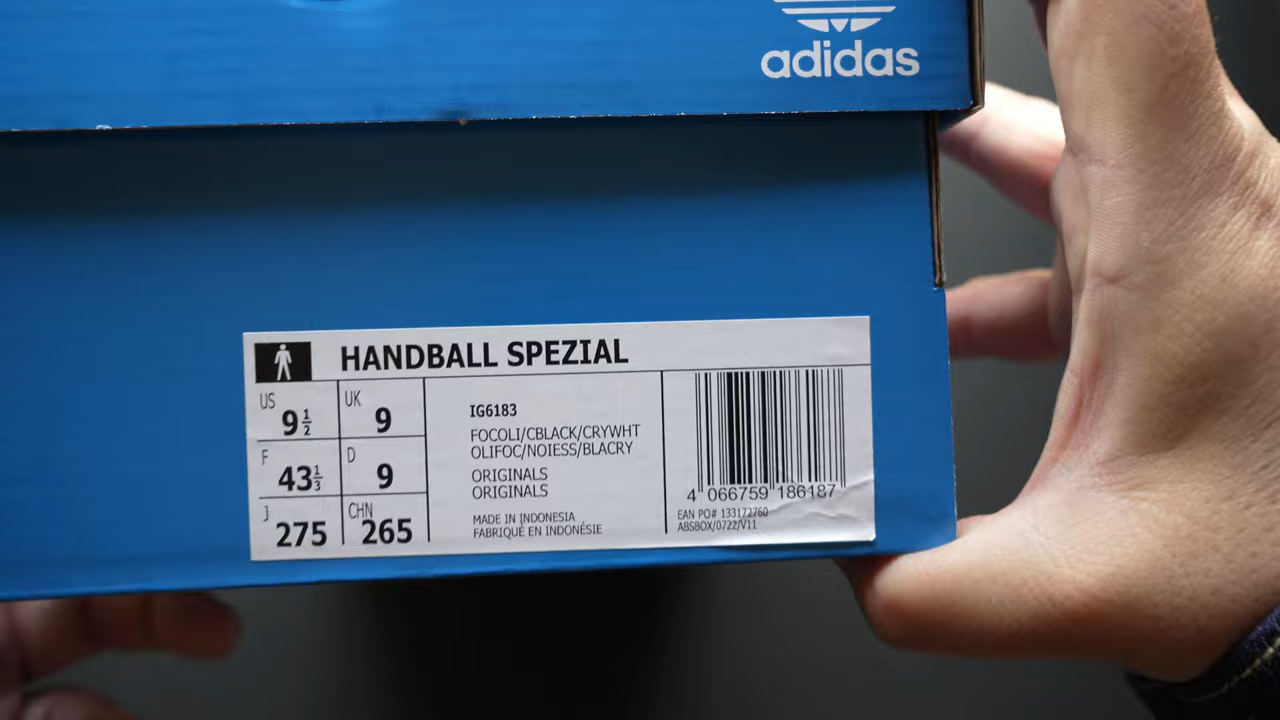 adidas
HANDBALL SPEZIAL
US 9½ UK 9
F 43⅓ D 9
J 275 CHN 265
IG6183
FOCOLI/CBLACK/CRYWHT
OLIFOC/NOIESS/BLACRY
ORIGINALS
ORIGINALS
MADE IN INDONESIA
FABRIQUÉ EN INDONÉSIE
4 066759 186187
EAN PO# 133172760
ABSBOX/0722/V11